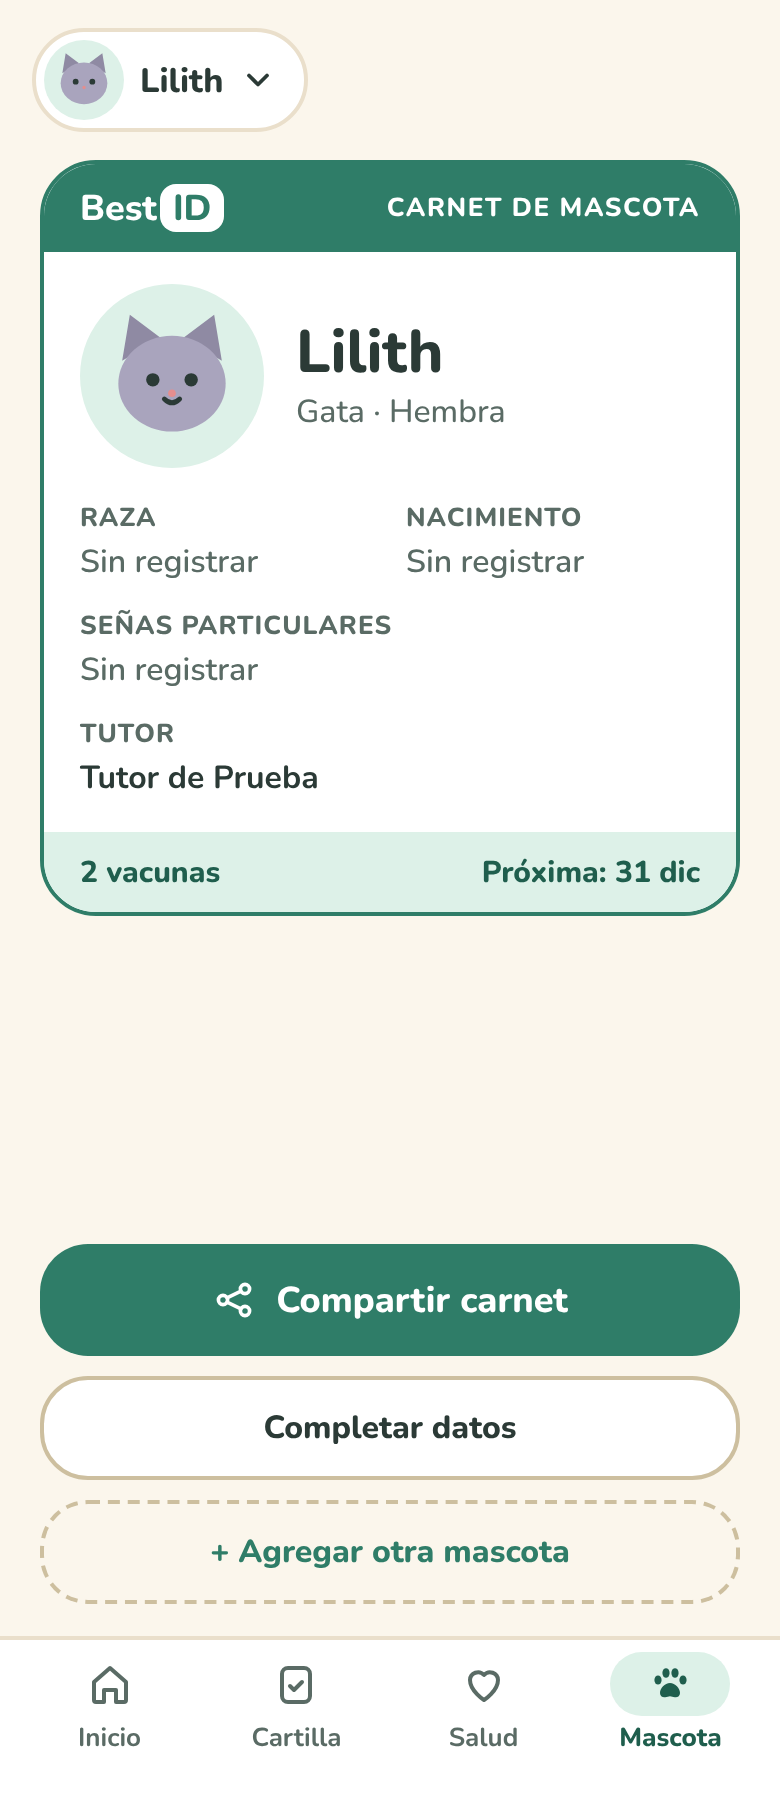 Lilith
Best ID
CARNET DE MASCOTA
Lilith
Gata · Hembra
RAZA
NACIMIENTO
Sin registrar
Sin registrar
SEÑAS PARTICULARES
Sin registrar
TUTOR
Tutor de Prueba
2 vacunas
Próxima: 31 dic
Compartir carnet
Completar datos
+ Agregar otra mascota
Inicio
Cartilla
Salud
Mascota